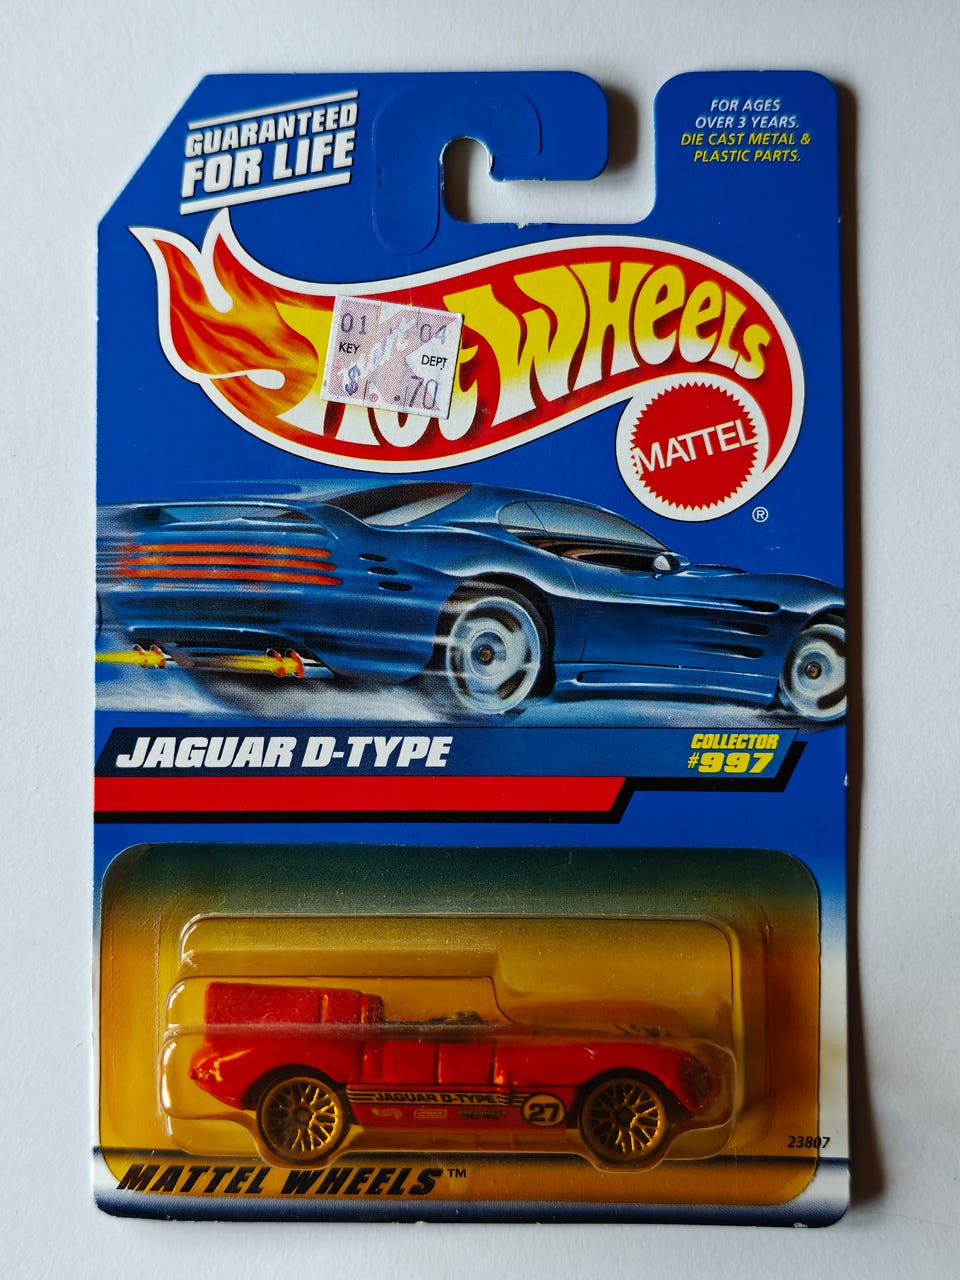 GUARANTEED
FOR LIFE
FOR AGES
OVER 3 YEARS.
DIE CAST METAL &
PLASTIC PARTS.
HOT WHEELS
01 04
KEY DEPT
$ .70
MATTEL
®
JAGUAR D-TYPE
COLLECTOR
#997
JAGUAR D-TYPE
27
23807
MATTEL WHEELS™